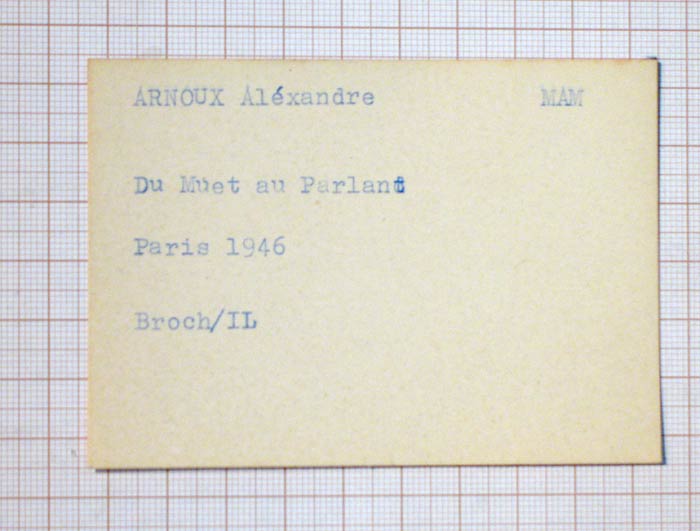 ARNOUX Aléxandre MAM
Du Muet au Parlant
Paris 1946
Broch/IL